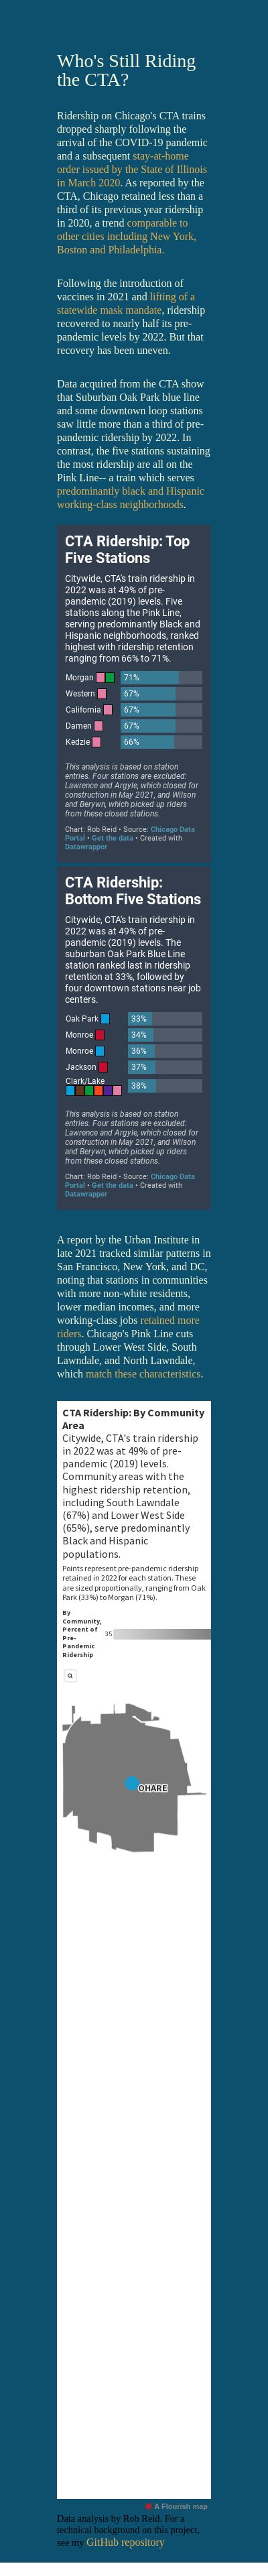 Who's Still Riding
the CTA?
Ridership on Chicago's CTA trains
dropped sharply following the
arrival of the COVID-19 pandemic
and a subsequent stay-at-home
order issued by the State of Illinois
in March 2020. As reported by the
CTA, Chicago retained less than a
third of its previous year ridership
in 2020, a trend comparable to
other cities including New York,
Boston and Philadelphia.
Following the introduction of
vaccines in 2021 and lifting of a
statewide mask mandate, ridership
recovered to nearly half its pre-
pandemic levels by 2022. But that
recovery has been uneven.
Data acquired from the CTA show
that Suburban Oak Park blue line
and some downtown loop stations
saw little more than a third of pre-
pandemic ridership by 2022. In
contrast, the five stations sustaining
the most ridership are all on the
Pink Line-- a train which serves
predominantly black and Hispanic
working-class neighborhoods.
CTA Ridership: Top
Five Stations
Citywide, CTA's train ridership in
2022 was at 49% of pre-
pandemic (2019) levels. Five
stations along the Pink Line,
serving predominantly Black and
Hispanic neighborhoods, ranked
highest with ridership retention
ranging from 66% to 71%.
Morgan 71%
Western 67%
California 67%
Damen 67%
Kedzie 66%
This analysis is based on station
entries. Four stations are excluded:
Lawrence and Argyle, which closed for
construction in May 2021, and Wilson
and Berywn, which picked up riders
from these closed stations.
Chart: Rob Reid • Source: Chicago Data
Portal • Get the data • Created with
Datawrapper
CTA Ridership:
Bottom Five Stations
Citywide, CTA's train ridership in
2022 was at 49% of pre-
pandemic (2019) levels. The
suburban Oak Park Blue Line
station ranked last in ridership
retention at 33%, followed by
four downtown stations near job
centers.
Oak Park 33%
Monroe 34%
Monroe 36%
Jackson 37%
Clark/Lake 38%
This analysis is based on station
entries. Four stations are excluded:
Lawrence and Argyle, which closed for
construction in May 2021, and Wilson
and Berywn, which picked up riders
from these closed stations.
Chart: Rob Reid • Source: Chicago Data
Portal • Get the data • Created with
Datawrapper
A report by the Urban Institute in
late 2021 tracked similar patterns in
San Francisco, New York, and DC,
noting that stations in communities
with more non-white residents,
lower median incomes, and more
working-class jobs retained more
riders. Chicago's Pink Line cuts
through Lower West Side, South
Lawndale, and North Lawndale,
which match these characteristics.
CTA Ridership: By Community
Area
Citywide, CTA's train ridership
in 2022 was at 49% of pre-
pandemic (2019) levels.
Community areas with the
highest ridership retention,
including South Lawndale
(67%) and Lower West Side
(65%), serve predominantly
Black and Hispanic
populations.
Points represent pre-pandemic ridership
retained in 2022 for each station. These
are sized proportionally, ranging from Oak
Park (33%) to Morgan (71%).
By
Community,
Percent of
Pre-
Pandemic
Ridership
35
OHARE
A Flourish map
Data analysis by Rob Reid. For a
technical background on this project,
see my GitHub repository